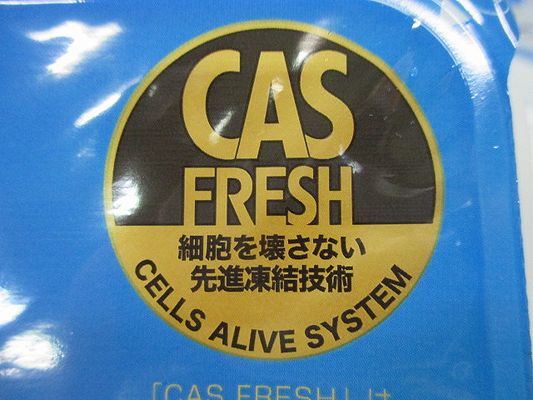 CAS
FRESH
細胞を壊さない
先進凍結技術
CELLS ALIVE SYSTEM
「CAS FRESH」は